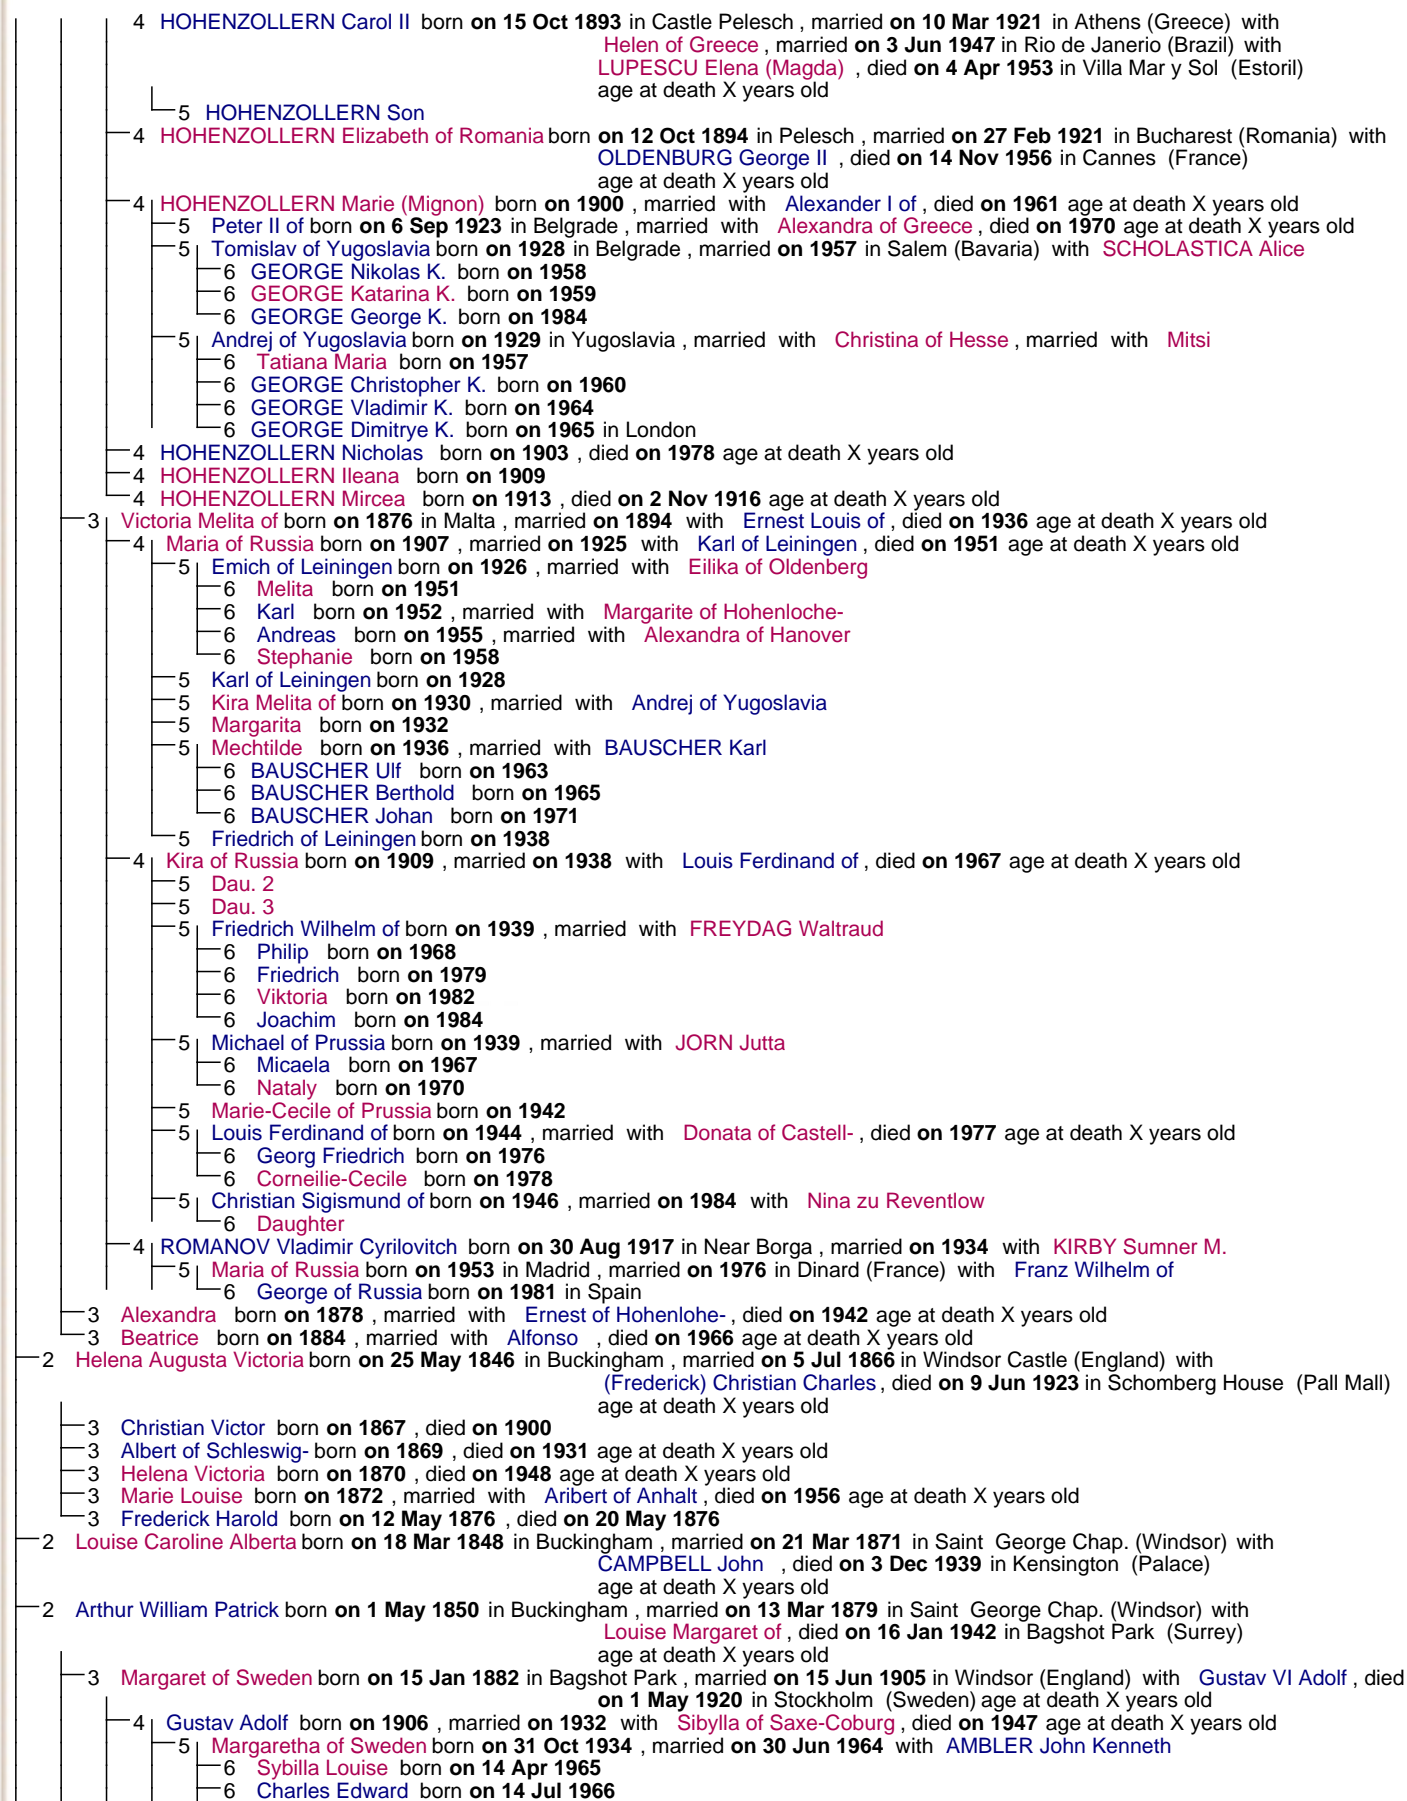 4 HOHENZOLLERN Carol II born on 15 Oct 1893 in Castle Pelesch , married on 10 Mar 1921 in Athens (Greece) with
Helen of Greece , married on 3 Jun 1947 in Rio de Janerio (Brazil) with
LUPESCU Elena (Magda) , died on 4 Apr 1953 in Villa Mar y Sol (Estoril)
age at death X years old
5 HOHENZOLLERN Son
4 HOHENZOLLERN Elizabeth of Romania born on 12 Oct 1894 in Pelesch , married on 27 Feb 1921 in Bucharest (Romania) with
OLDENBURG George II , died on 14 Nov 1956 in Cannes (France)
age at death X years old
4 HOHENZOLLERN Marie (Mignon) born on 1900 , married with Alexander I of , died on 1961 age at death X years old
5 Peter II of born on 6 Sep 1923 in Belgrade , married with Alexandra of Greece , died on 1970 age at death X years old
5 Tomislav of Yugoslavia born on 1928 in Belgrade , married on 1957 in Salem (Bavaria) with SCHOLASTICA Alice
6 GEORGE Nikolas K. born on 1958
6 GEORGE Katarina K. born on 1959
6 GEORGE George K. born on 1984
5 Andrej of Yugoslavia born on 1929 in Yugoslavia , married with Christina of Hesse , married with Mitsi
6 Tatiana Maria born on 1957
6 GEORGE Christopher K. born on 1960
6 GEORGE Vladimir K. born on 1964
6 GEORGE Dimitrye K. born on 1965 in London
4 HOHENZOLLERN Nicholas born on 1903 , died on 1978 age at death X years old
4 HOHENZOLLERN Ileana born on 1909
4 HOHENZOLLERN Mircea born on 1913 , died on 2 Nov 1916 age at death X years old
3 Victoria Melita of born on 1876 in Malta , married on 1894 with Ernest Louis of , died on 1936 age at death X years old
4 Maria of Russia born on 1907 , married on 1925 with Karl of Leiningen , died on 1951 age at death X years old
5 Emich of Leiningen born on 1926 , married with Eilika of Oldenberg
6 Melita born on 1951
6 Karl born on 1952 , married with Margarite of Hohenloche-
6 Andreas born on 1955 , married with Alexandra of Hanover
6 Stephanie born on 1958
5 Karl of Leiningen born on 1928
5 Kira Melita of born on 1930 , married with Andrej of Yugoslavia
5 Margarita born on 1932
5 Mechtilde born on 1936 , married with BAUSCHER Karl
6 BAUSCHER Ulf born on 1963
6 BAUSCHER Berthold born on 1965
6 BAUSCHER Johan born on 1971
5 Friedrich of Leiningen born on 1938
4 Kira of Russia born on 1909 , married on 1938 with Louis Ferdinand of , died on 1967 age at death X years old
5 Dau. 2
5 Dau. 3
5 Friedrich Wilhelm of born on 1939 , married with FREYDAG Waltraud
6 Philip born on 1968
6 Friedrich born on 1979
6 Viktoria born on 1982
6 Joachim born on 1984
5 Michael of Prussia born on 1939 , married with JORN Jutta
6 Micaela born on 1967
6 Nataly born on 1970
5 Marie-Cecile of Prussia born on 1942
5 Louis Ferdinand of born on 1944 , married with Donata of Castell- , died on 1977 age at death X years old
6 Georg Friedrich born on 1976
6 Corneilie-Cecile born on 1978
5 Christian Sigismund of born on 1946 , married on 1984 with Nina zu Reventlow
6 Daughter
4 ROMANOV Vladimir Cyrilovitch born on 30 Aug 1917 in Near Borga , married on 1934 with KIRBY Sumner M.
5 Maria of Russia born on 1953 in Madrid , married on 1976 in Dinard (France) with Franz Wilhelm of
6 George of Russia born on 1981 in Spain
3 Alexandra born on 1878 , married with Ernest of Hohenlohe- , died on 1942 age at death X years old
3 Beatrice born on 1884 , married with Alfonso , died on 1966 age at death X years old
2 Helena Augusta Victoria born on 25 May 1846 in Buckingham , married on 5 Jul 1866 in Windsor Castle (England) with
(Frederick) Christian Charles , died on 9 Jun 1923 in Schomberg House (Pall Mall)
age at death X years old
3 Christian Victor born on 1867 , died on 1900
3 Albert of Schleswig- born on 1869 , died on 1931 age at death X years old
3 Helena Victoria born on 1870 , died on 1948 age at death X years old
3 Marie Louise born on 1872 , married with Aribert of Anhalt , died on 1956 age at death X years old
3 Frederick Harold born on 12 May 1876 , died on 20 May 1876
2 Louise Caroline Alberta born on 18 Mar 1848 in Buckingham , married on 21 Mar 1871 in Saint George Chap. (Windsor) with
CAMPBELL John , died on 3 Dec 1939 in Kensington (Palace)
age at death X years old
2 Arthur William Patrick born on 1 May 1850 in Buckingham , married on 13 Mar 1879 in Saint George Chap. (Windsor) with
Louise Margaret of , died on 16 Jan 1942 in Bagshot Park (Surrey)
age at death X years old
3 Margaret of Sweden born on 15 Jan 1882 in Bagshot Park , married on 15 Jun 1905 in Windsor (England) with Gustav VI Adolf , died
on 1 May 1920 in Stockholm (Sweden) age at death X years old
4 Gustav Adolf born on 1906 , married on 1932 with Sibylla of Saxe-Coburg , died on 1947 age at death X years old
5 Margaretha of Sweden born on 31 Oct 1934 , married on 30 Jun 1964 with AMBLER John Kenneth
6 Sybilla Louise born on 14 Apr 1965
6 Charles Edward born on 14 Jul 1966